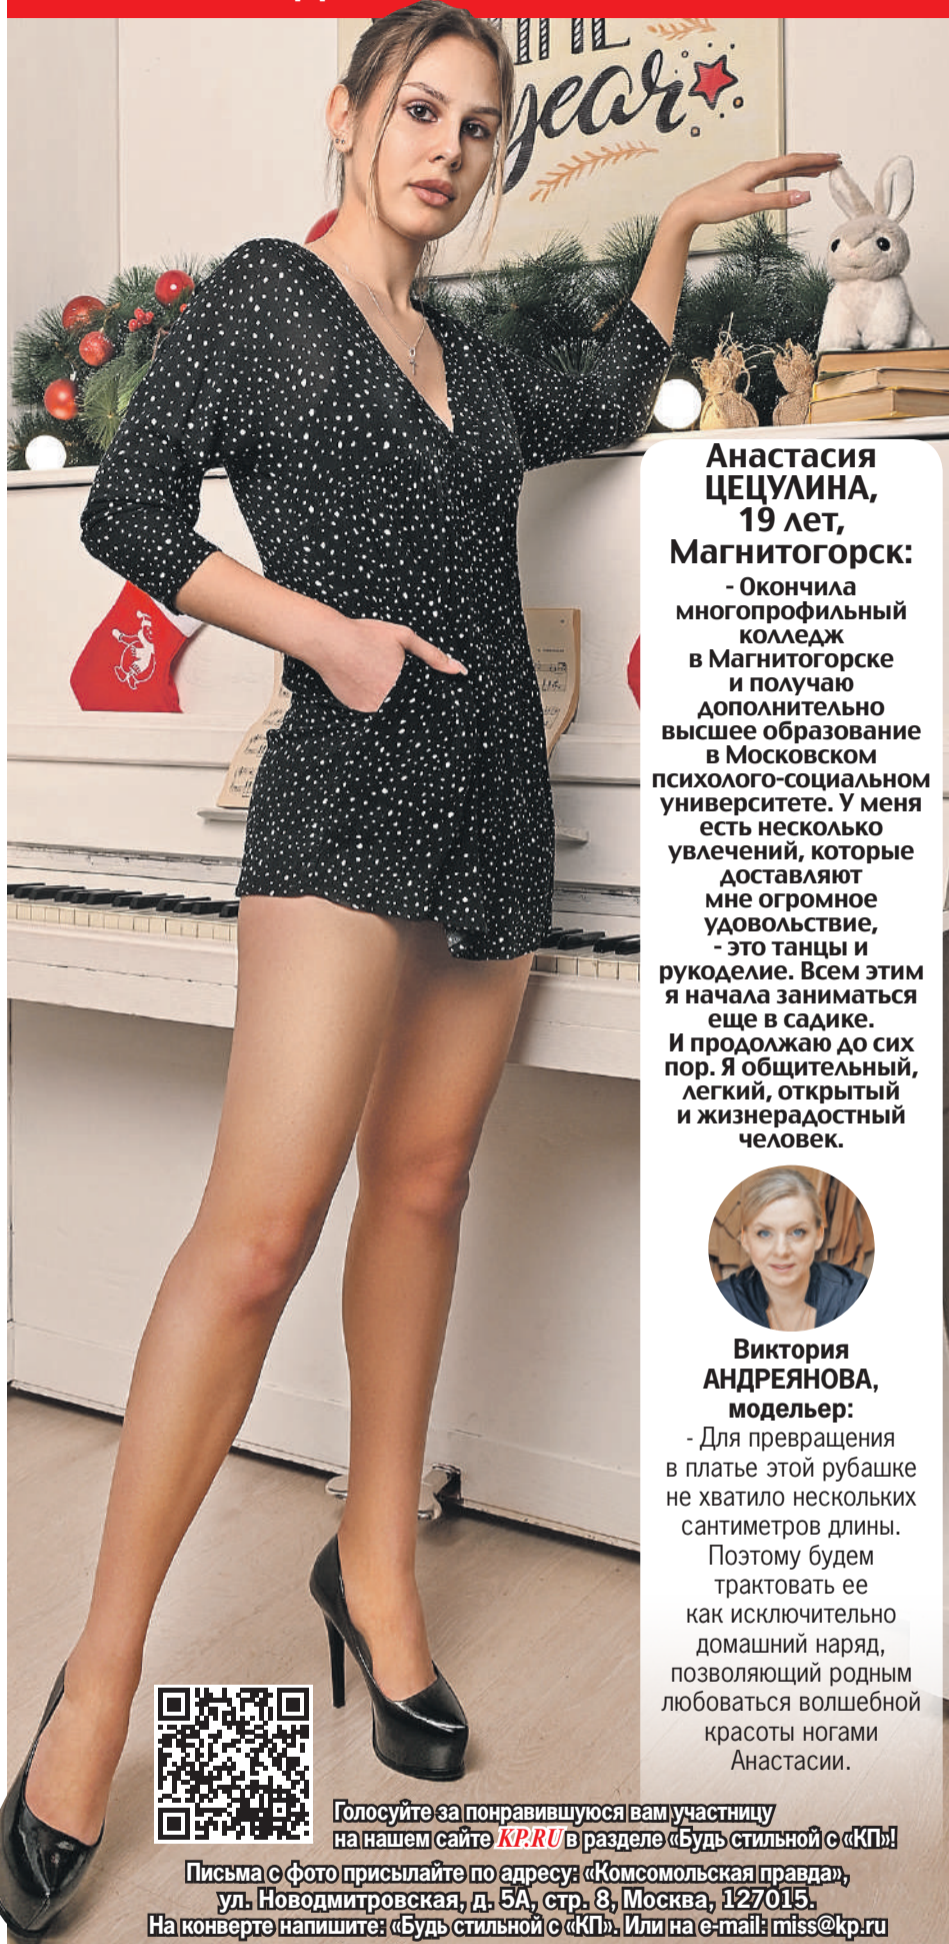 THE
year
Анастасия
ЦЕЦУЛИНА,
19 лет,
Магнитогорск:
- Окончила
многопрофильный
колледж
в Магнитогорске
и получаю
дополнительно
высшее образование
в Московском
психолого-социальном
университете. У меня
есть несколько
увлечений, которые
доставляют
мне огромное
удовольствие,
- это танцы и
рукоделие. Всем этим
я начала заниматься
еще в садике.
И продолжаю до сих
пор. Я общительный,
легкий, открытый
и жизнерадостный
человек.
Виктория
АНДРЕЯНОВА,
модельер:
- Для превращения
в платье этой рубашке
не хватило нескольких
сантиметров длины.
Поэтому будем
трактовать ее
как исключительно
домашний наряд,
позволяющий родным
любоваться волшебной
красоты ногами
Анастасии.
Голосуйте за понравившуюся вам участницу
на нашем сайте KP.RU в разделе «Будь стильной с «КП»!
Письма с фото присылайте по адресу: «Комсомольская правда»,
ул. Новодмитровская, д. 5А, стр. 8, Москва, 127015.
На конверте напишите: «Будь стильной с «КП». Или на e-mail: miss@kp.ru